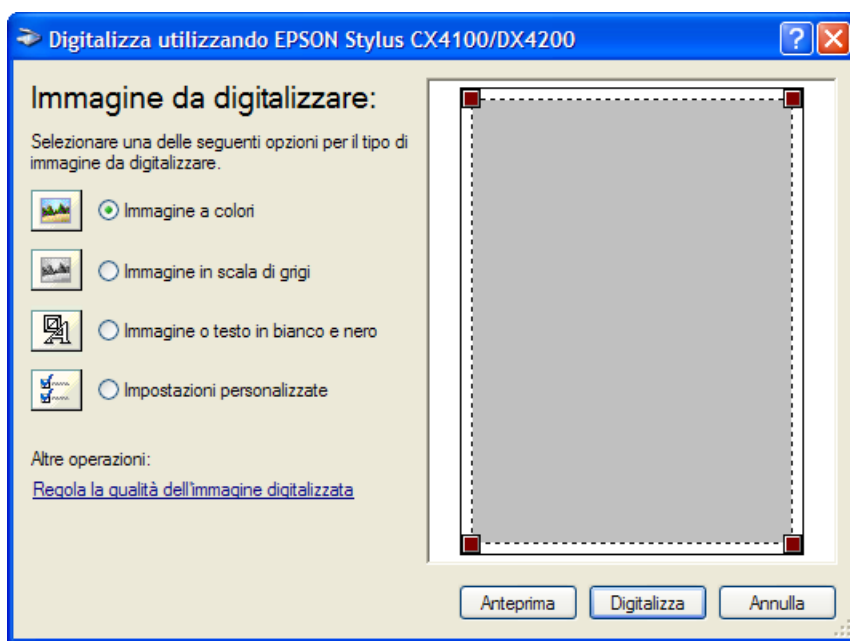 Digitalizza utilizzando EPSON Stylus CX4100/DX4200
Immagine da digitalizzare:
Selezionare una delle seguenti opzioni per il tipo di
immagine da digitalizzare.
Immagine a colori
Immagine in scala di grigi
Immagine o testo in bianco e nero
Impostazioni personalizzate
Altre operazioni:
Regola la qualità dell'immagine digitalizzata
Anteprima
Digitalizza
Annulla